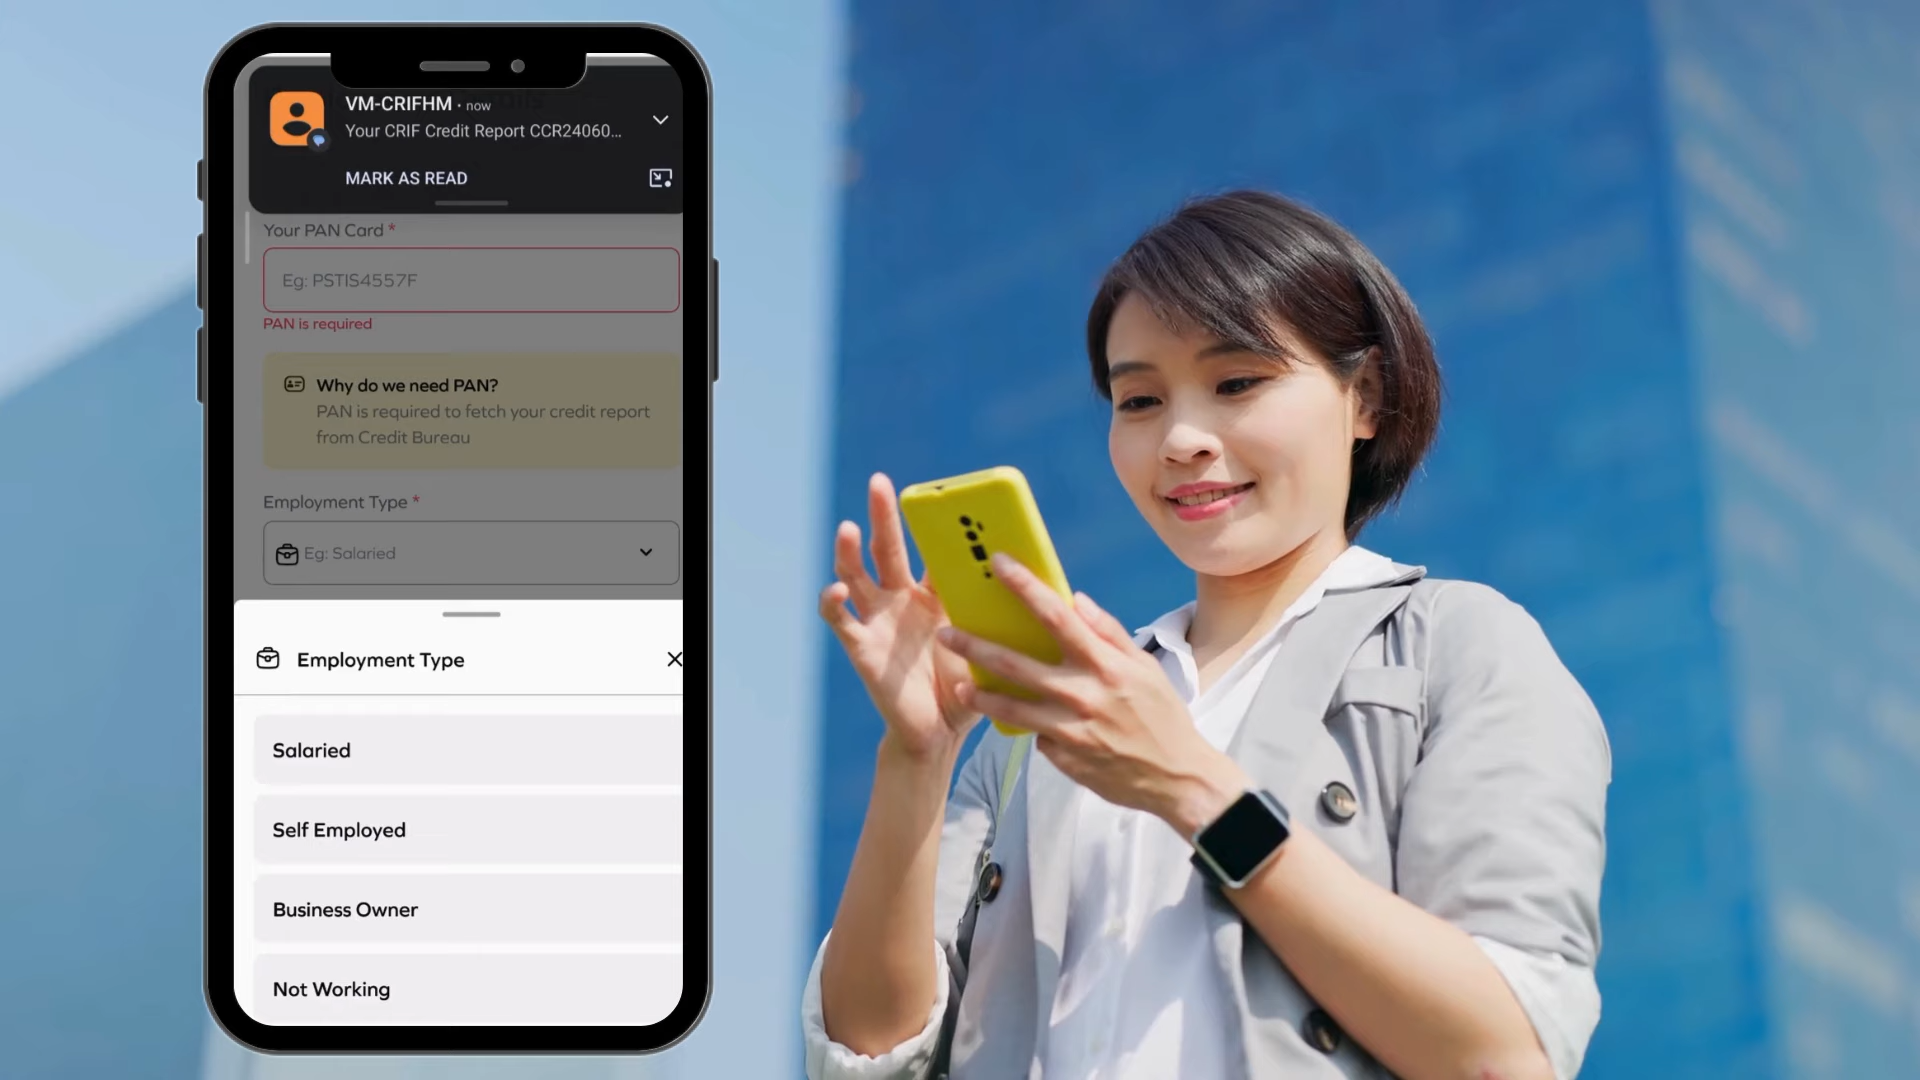 VM-CRIFHM · now
Your CRIF Credit Report CCR24060...
MARK AS READ
Your PAN Card *
Eg: PSTIS4557F
PAN is required
Why do we need PAN?
PAN is required to fetch your credit report
from Credit Bureau
Employment Type *
Eg: Salaried
Employment Type
Salaried
Self Employed
Business Owner
Not Working